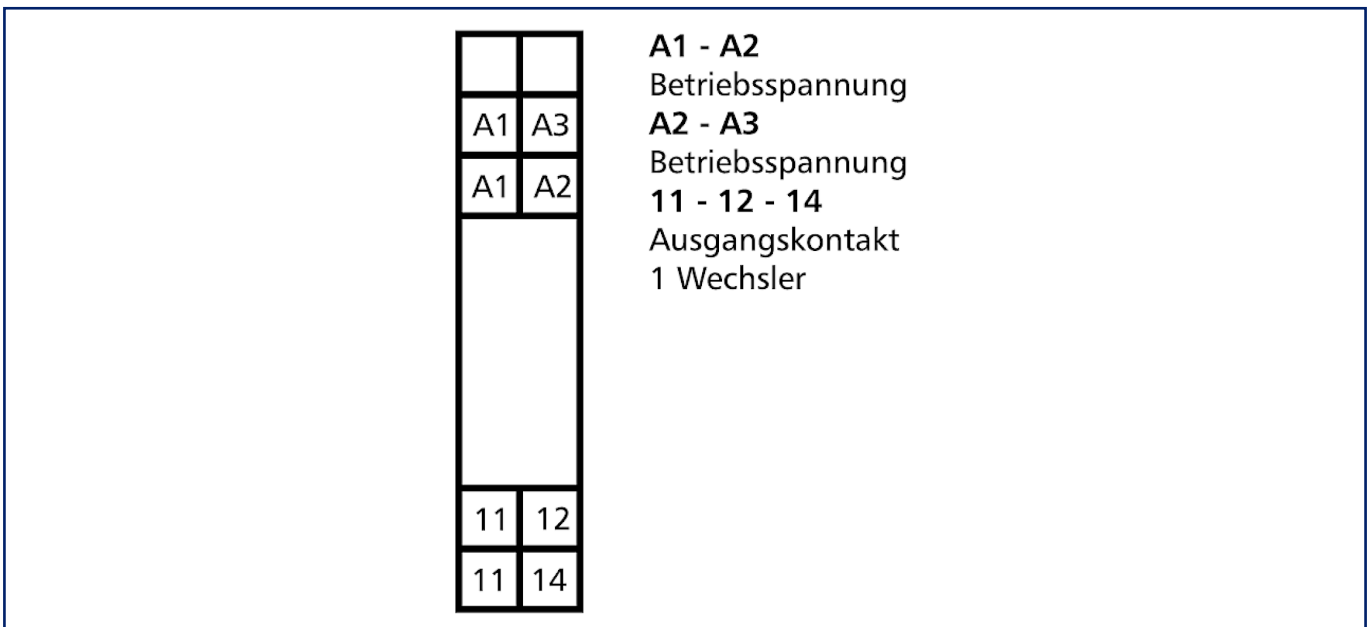 A1 A3
A1 A2
11 12
11 14
A1 - A2
Betriebsspannung
A2 - A3
Betriebsspannung
11 - 12 - 14
Ausgangskontakt
1 Wechsler